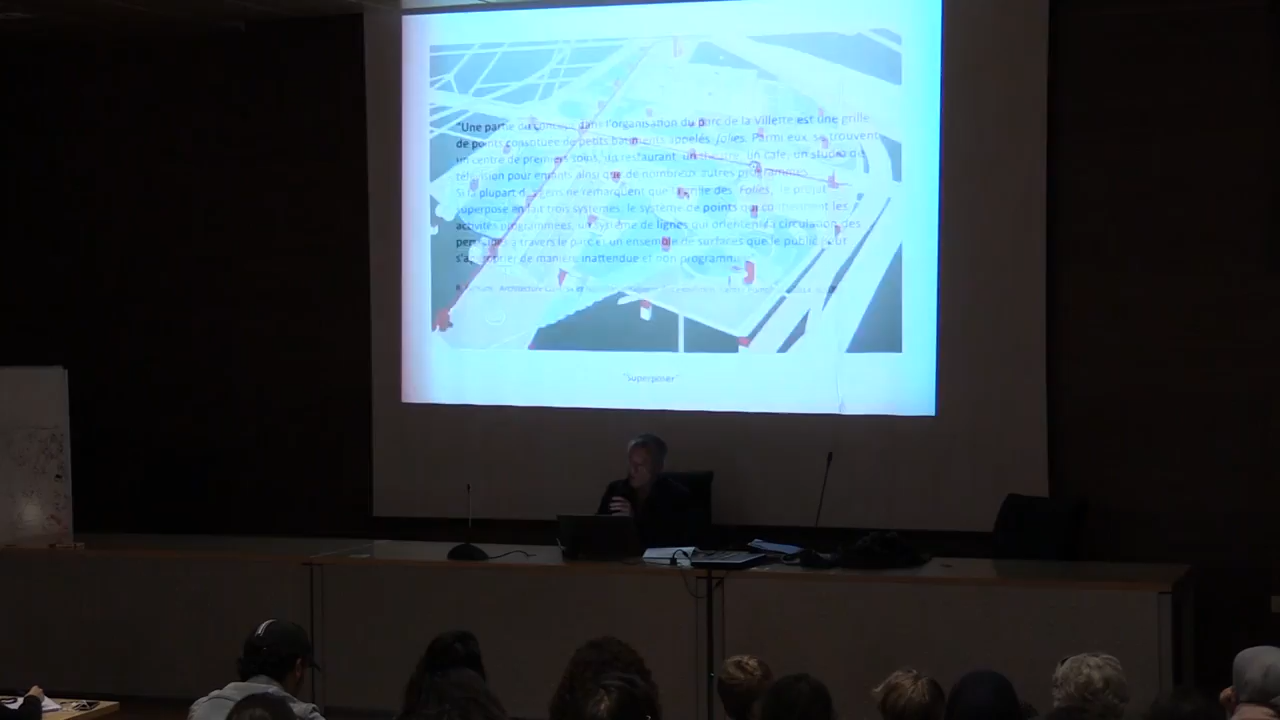 "Une partie du concept dans l'organisation du parc de la Villette est une grille
de points constituée de petits bâtiments appelés folies. Parmi eux, se trouvent
un centre de premiers soins, un restaurant, un théâtre, un café, un studio de
télévision pour enfants ainsi que de nombreux autres programmes.
Si la plupart des gens ne remarquent que la grille des Folies, le projet
superpose en fait trois systèmes: le système de points qui contiennent les
activités programmées, un système de lignes qui orientent la circulation des
personnes à travers le parc et un ensemble de surfaces que le public peut
s'approprier de manière inattendue et non programmée
"Superposer"